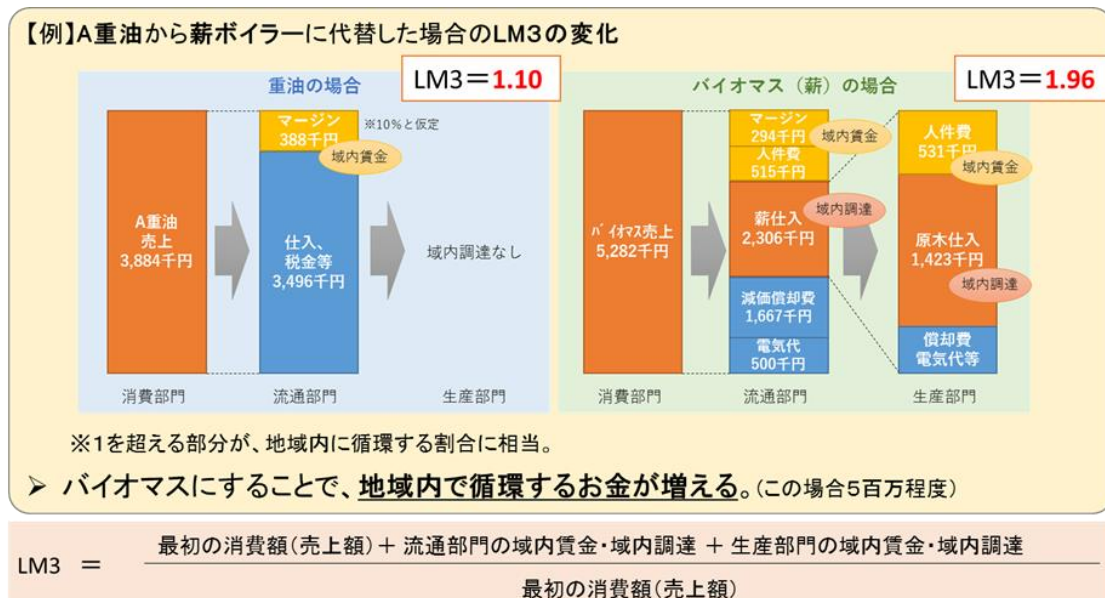 【例】A重油から薪ボイラーに代替した場合のLM3の変化
重油の場合
LM3＝1.10
マージン
388千円
※10％と仮定
域内賃金
A重油
売上
3,884千円
仕入、
税金等
3,496千円
域内調達なし
消費部門
流通部門
生産部門
バイオマス（薪）の場合
LM3＝1.96
バイオマス売上
5,282千円
マージン
294千円
域内賃金
人件費
515千円
薪仕入
2,306千円
域内調達
減価償却費
1,667千円
電気代
500千円
人件費
531千円
域内賃金
原木仕入
1,423千円
域内調達
償却費
電気代等
消費部門
流通部門
生産部門
※1を超える部分が、地域内に循環する割合に相当。
➢ バイオマスにすることで、地域内で循環するお金が増える。(この場合5百万程度)
LM3 ＝
最初の消費額(売上額)＋ 流通部門の域内賃金・域内調達 ＋ 生産部門の域内賃金・域内調達
最初の消費額(売上額)